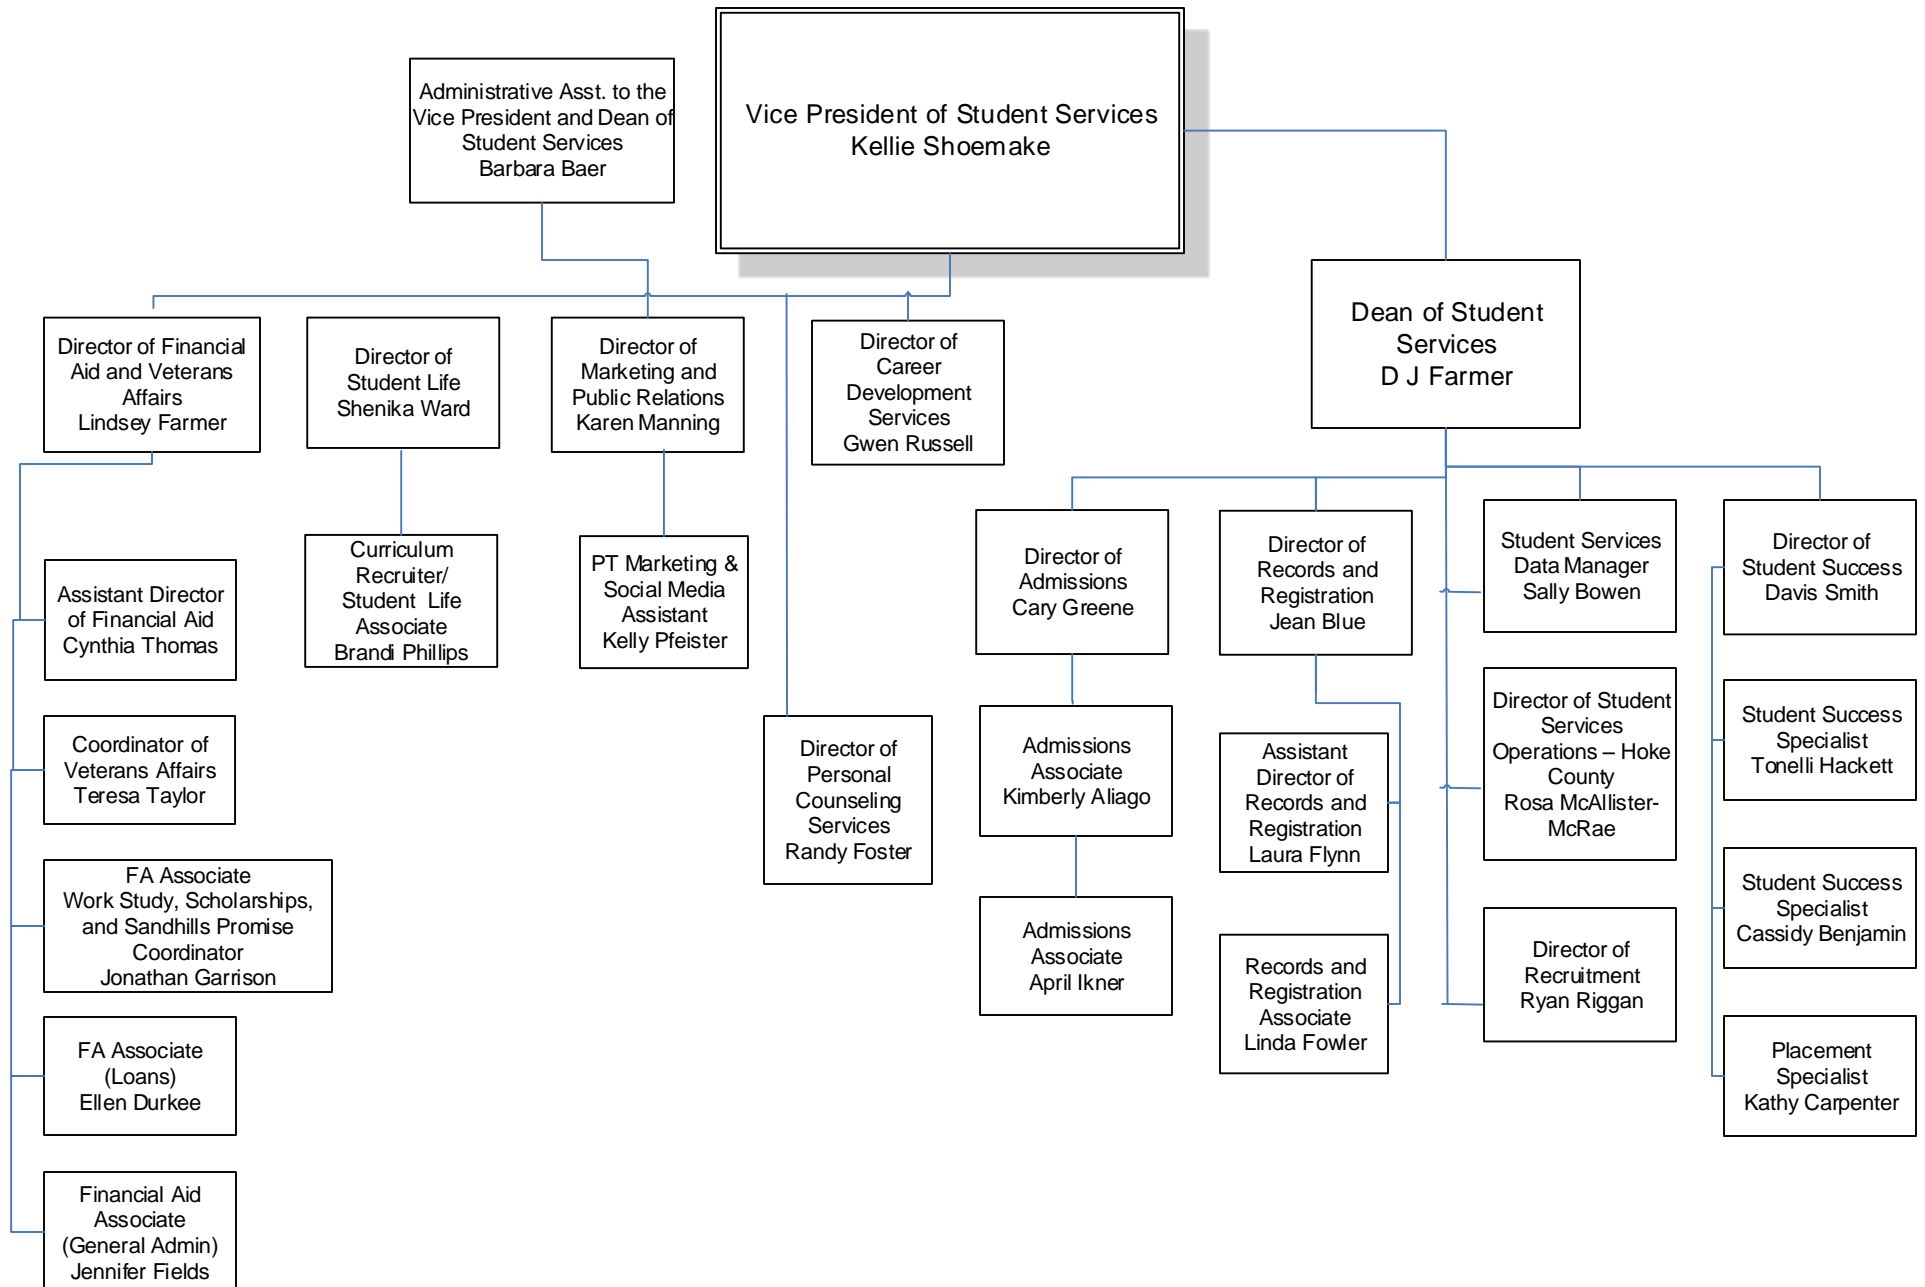 Administrative Asst. to the
Vice President and Dean of
Student Services
Barbara Baer
Vice President of Student Services
Kellie Shoemake
Director of Financial
Aid and Veterans
Affairs
Lindsey Farmer
Director of
Student Life
Shenika Ward
Director of
Marketing and
Public Relations
Karen Manning
Director of
Career
Development
Services
Gwen Russell
Dean of Student
Services
D J Farmer
Assistant Director
of Financial Aid
Cynthia Thomas
Curriculum
Recruiter/
Student Life
Associate
Brandi Phillips
PT Marketing &
Social Media
Assistant
Kelly Pfeister
Director of
Admissions
Cary Greene
Director of
Records and
Registration
Jean Blue
Student Services
Data Manager
Sally Bowen
Director of
Student Success
Davis Smith
Coordinator of
Veterans Affairs
Teresa Taylor
Director of
Personal
Counseling
Services
Randy Foster
Admissions
Associate
Kimberly Aliago
Assistant
Director of
Records and
Registration
Laura Flynn
Director of Student
Services
Operations – Hoke
County
Rosa McAllister-
McRae
Student Success
Specialist
Tonelli Hackett
FA Associate
Work Study, Scholarships,
and Sandhills Promise
Coordinator
Jonathan Garrison
Admissions
Associate
April Ikner
Records and
Registration
Associate
Linda Fowler
Director of
Recruitment
Ryan Riggan
Student Success
Specialist
Cassidy Benjamin
FA Associate
(Loans)
Ellen Durkee
Placement
Specialist
Kathy Carpenter
Financial Aid
Associate
(General Admin)
Jennifer Fields